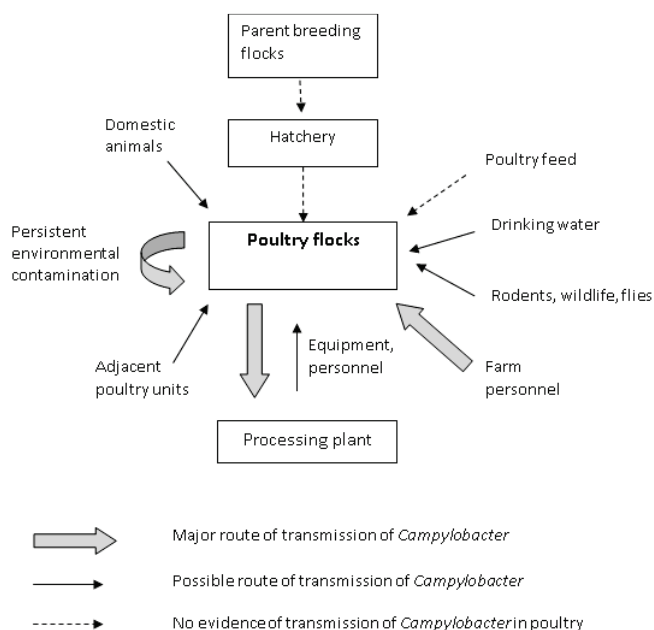 Parent breeding
flocks
Hatchery
Domestic
animals
Poultry feed
Poultry flocks
Drinking water
Persistent
environmental
contamination
Rodents, wildlife, flies
Adjacent
poultry units
Equipment,
personnel
Farm
personnel
Processing plant
Major route of transmission of Campylobacter
Possible route of transmission of Campylobacter
No evidence of transmission of Campylobacter in poultry